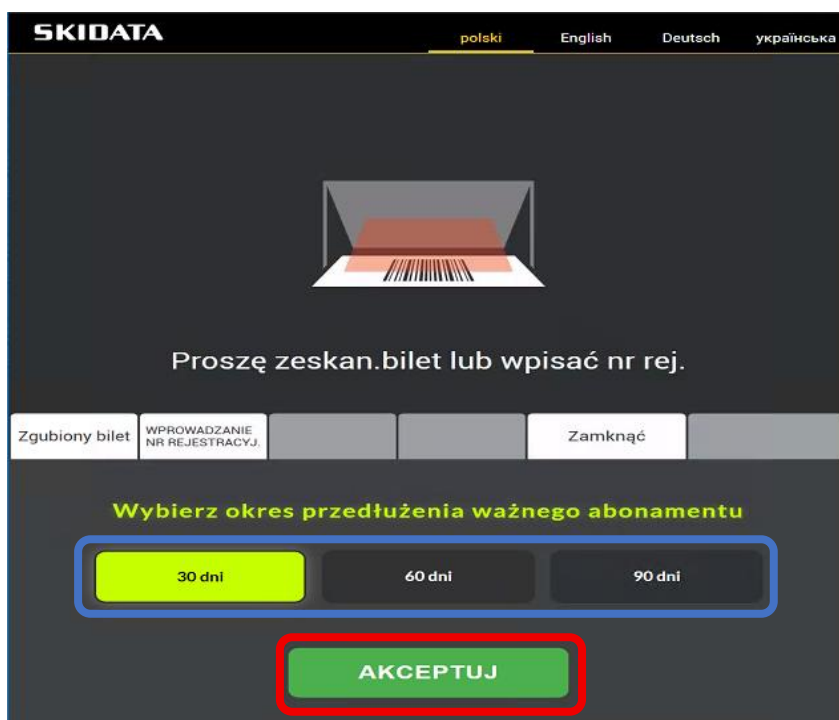 SKIDATA
polski English Deutsch українська
Proszę zeskan.bilet lub wpisać nr rej.
Zgubiony bilet
WPROWADZANIE
NR REJESTRACYJ.
Zamknąć
Wybierz okres przedłużenia ważnego abonamentu
30 dni 60 dni 90 dni
AKCEPTUJ